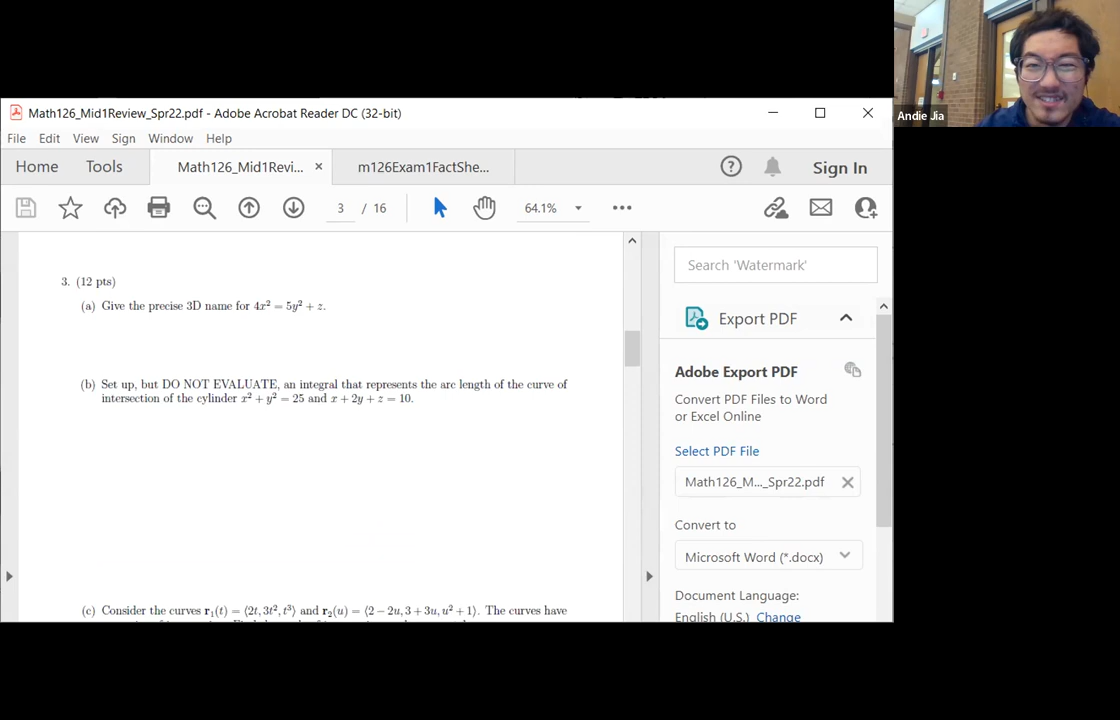 Andie Jia
Math126_Mid1Review_Spr22.pdf - Adobe Acrobat Reader DC (32-bit)
File Edit View Sign Window Help
Home Tools Math126_Mid1Revi... × m126Exam1FactShe... Sign In
3 / 16 64.1%
3. (12 pts)
(a) Give the precise 3D name for 4x² = 5y² + z.
(b) Set up, but DO NOT EVALUATE, an integral that represents the arc length of the curve of
intersection of the cylinder x² + y² = 25 and x + 2y + z = 10.
(c) Consider the curves r₁(t) = ⟨2t, 3t², t³⟩ and r₂(u) = ⟨2 − 2u, 3 + 3u, u² + 1⟩. The curves have
Search 'Watermark'
Export PDF
Adobe Export PDF
Convert PDF Files to Word
or Excel Online
Select PDF File
Math126_M..._Spr22.pdf
Convert to
Microsoft Word (*.docx)
Document Language:
English (U.S.) Change